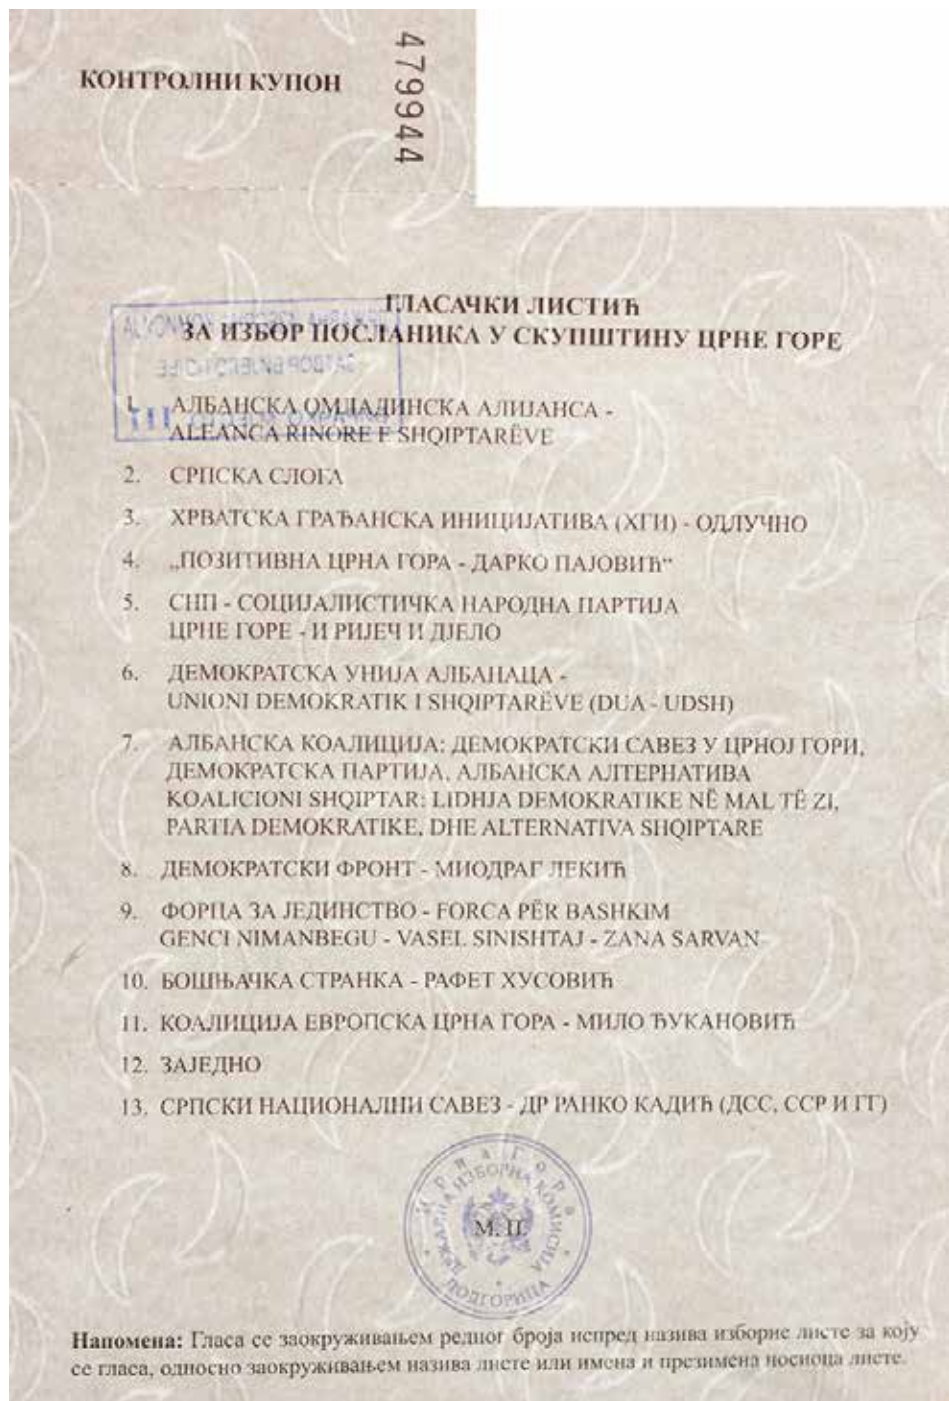 КОНТРОЛНИ КУПОН
479944
ГЛАСАЧКИ ЛИСТИЋ
ЗА ИЗБОР ПОСЛАНИКА У СКУПШТИНУ ЦРНЕ ГОРЕ
1. АЛБАНСКА ОМЛАДИНСКА АЛИЈАНСА -
ALEANCA RINORE E SHQIPTARËVE
2. СРПСКА СЛОГА
3. ХРВАТСКА ГРАЂАНСКА ИНИЦИЈАТИВА (ХГИ) - ОДЛУЧНО
4. „ПОЗИТИВНА ЦРНА ГОРА - ДАРКО ПАЈОВИЋ“
5. СНП - СОЦИЈАЛИСТИЧКА НАРОДНА ПАРТИЈА
ЦРНЕ ГОРЕ - И РИЈЕЧ И ДЈЕЛО
6. ДЕМОКРАТСКА УНИЈА АЛБАНАЦА -
UNIONI DEMOKRATIK I SHQIPTARËVE (DUA - UDSH)
7. АЛБАНСКА КОАЛИЦИЈА: ДЕМОКРАТСКИ САВЕЗ У ЦРНОЈ ГОРИ,
ДЕМОКРАТСКА ПАРТИЈА, АЛБАНСКА АЛТЕРНАТИВА
KOALICIONI SHQIPTAR: LIDHJA DEMOKRATIKE NË MAL TË ZI,
PARTIA DEMOKRATIKE, DHE ALTERNATIVA SHQIPTARE
8. ДЕМОКРАТСКИ ФРОНТ - МИОДРАГ ЛЕКИЋ
9. ФОРЦА ЗА ЈЕДИНСТВО - FORCA PËR BASHKIM
GENCI NIMANBEGU - VASEL SINISHTAJ - ZANA SARVAN
10. БОШЊАЧКА СТРАНКА - РАФЕТ ХУСОВИЋ
11. КОАЛИЦИЈА ЕВРОПСКА ЦРНА ГОРА - МИЛО ЂУКАНОВИЋ
12. ЗАЈЕДНО
13. СРПСКИ НАЦИОНАЛНИ САВЕЗ - ДР РАНКО КАДИЋ (ДСС, ССР И ГГ)
Црна Гора
ДРЖАВНА ИЗБОРНА КОМИСИЈА
М. П.
ПОДГОРИЦА
Напомена: Гласа се заокруживањем редног броја испред назива изборне листе за коју
се гласа, односно заокруживањем назива листе или имена и презимена носиоца листе.